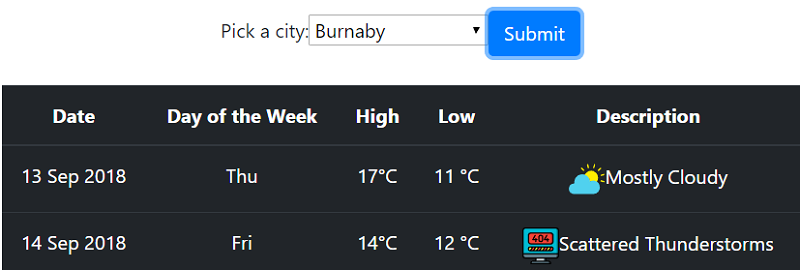 Pick a city: Burnaby Submit
Date Day of the Week High Low Description
13 Sep 2018 Thu 17°C 11 °C Mostly Cloudy
14 Sep 2018 Fri 14°C 12 °C 404 Scattered Thunderstorms